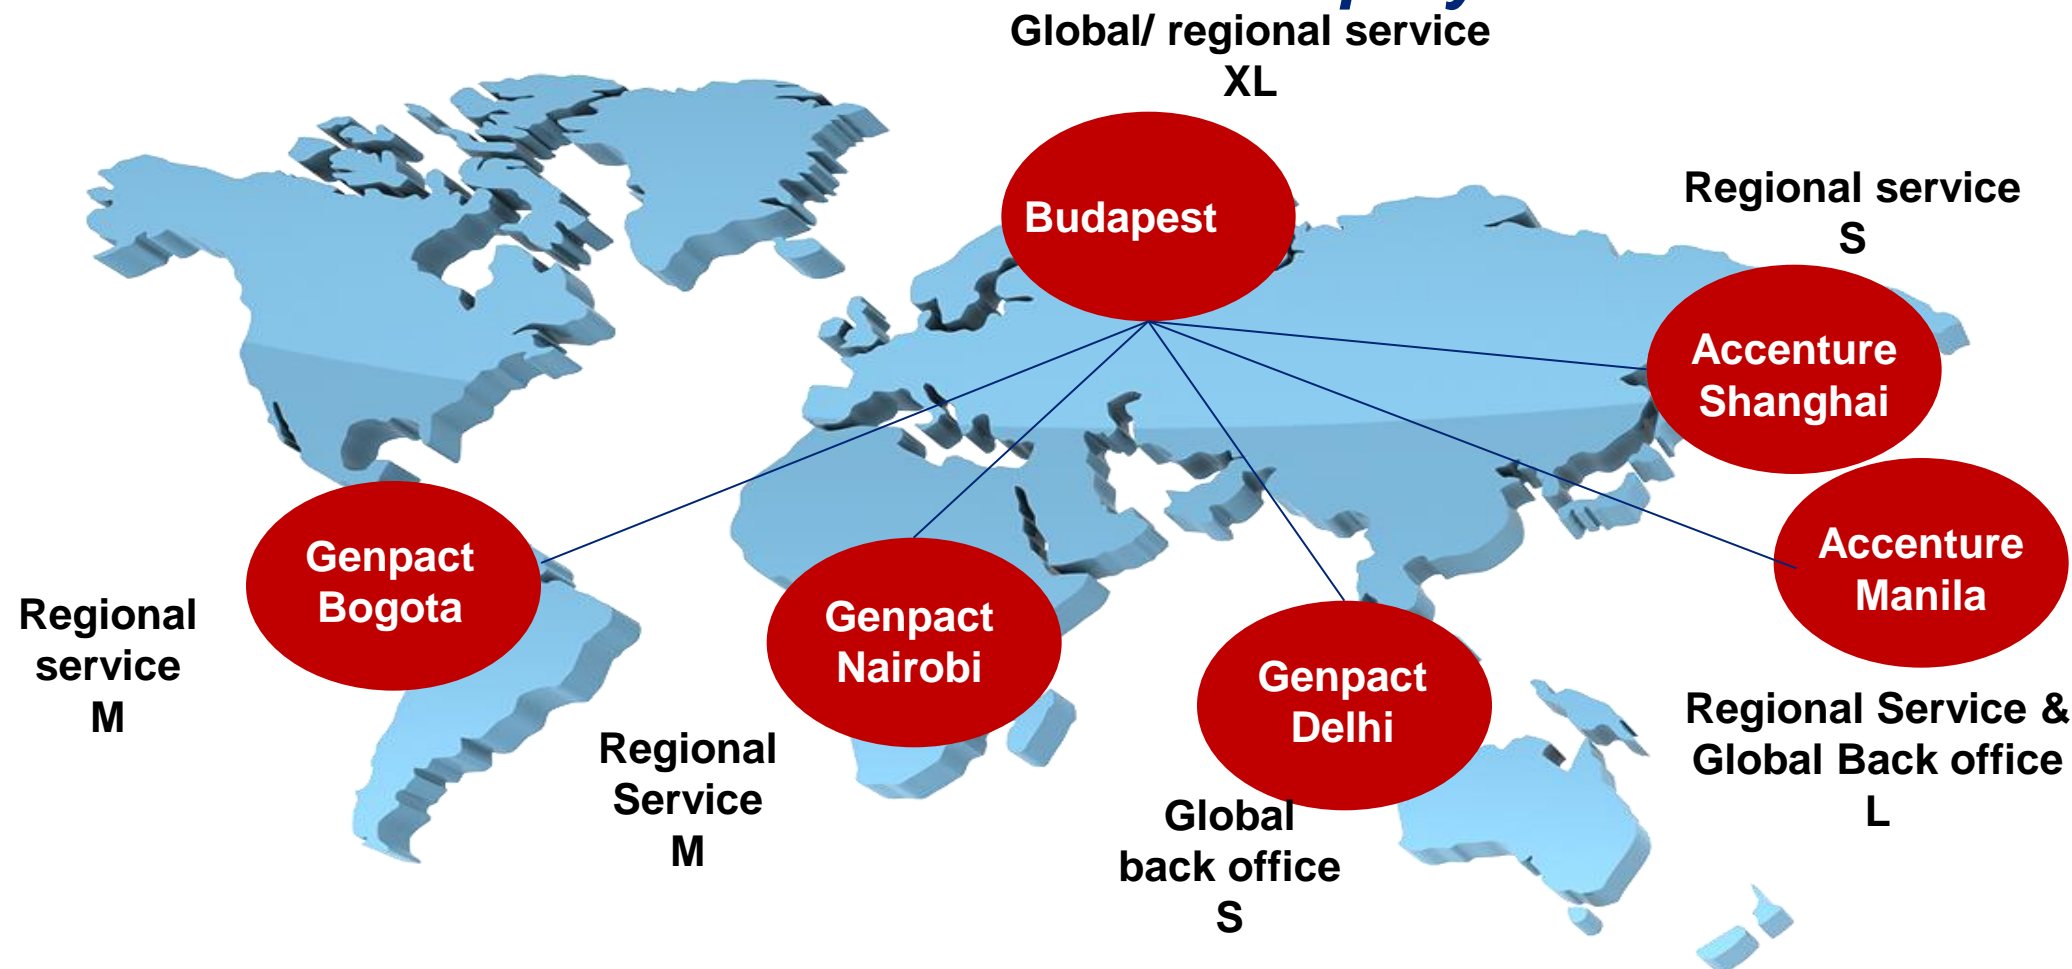 Global/ regional service
XL
Budapest
Regional service
S
Accenture
Shanghai
Accenture
Manila
Regional Service &
Global Back office
L
Genpact
Bogota
Regional
service
M
Genpact
Nairobi
Regional
Service
M
Genpact
Delhi
Global
back office
S